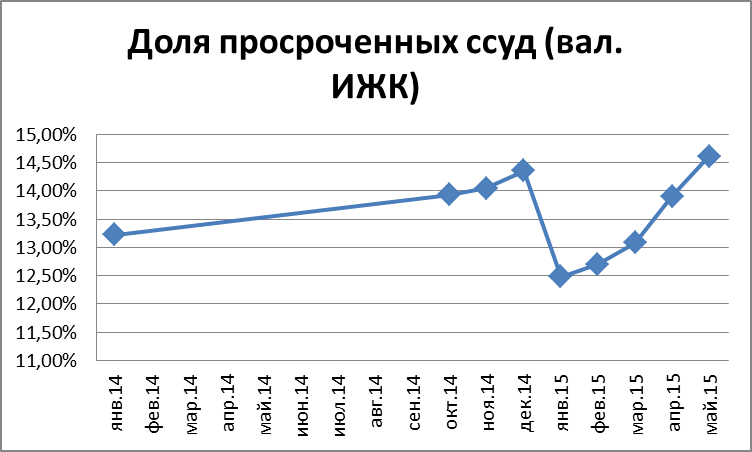 Доля просроченных ссуд (вал.
ИЖК)
15,00%
14,50%
14,00%
13,50%
13,00%
12,50%
12,00%
11,50%
11,00%
янв.14
фев.14
мар.14
апр.14
май.14
июн.14
июл.14
авг.14
сен.14
окт.14
ноя.14
дек.14
янв.15
фев.15
мар.15
апр.15
май.15